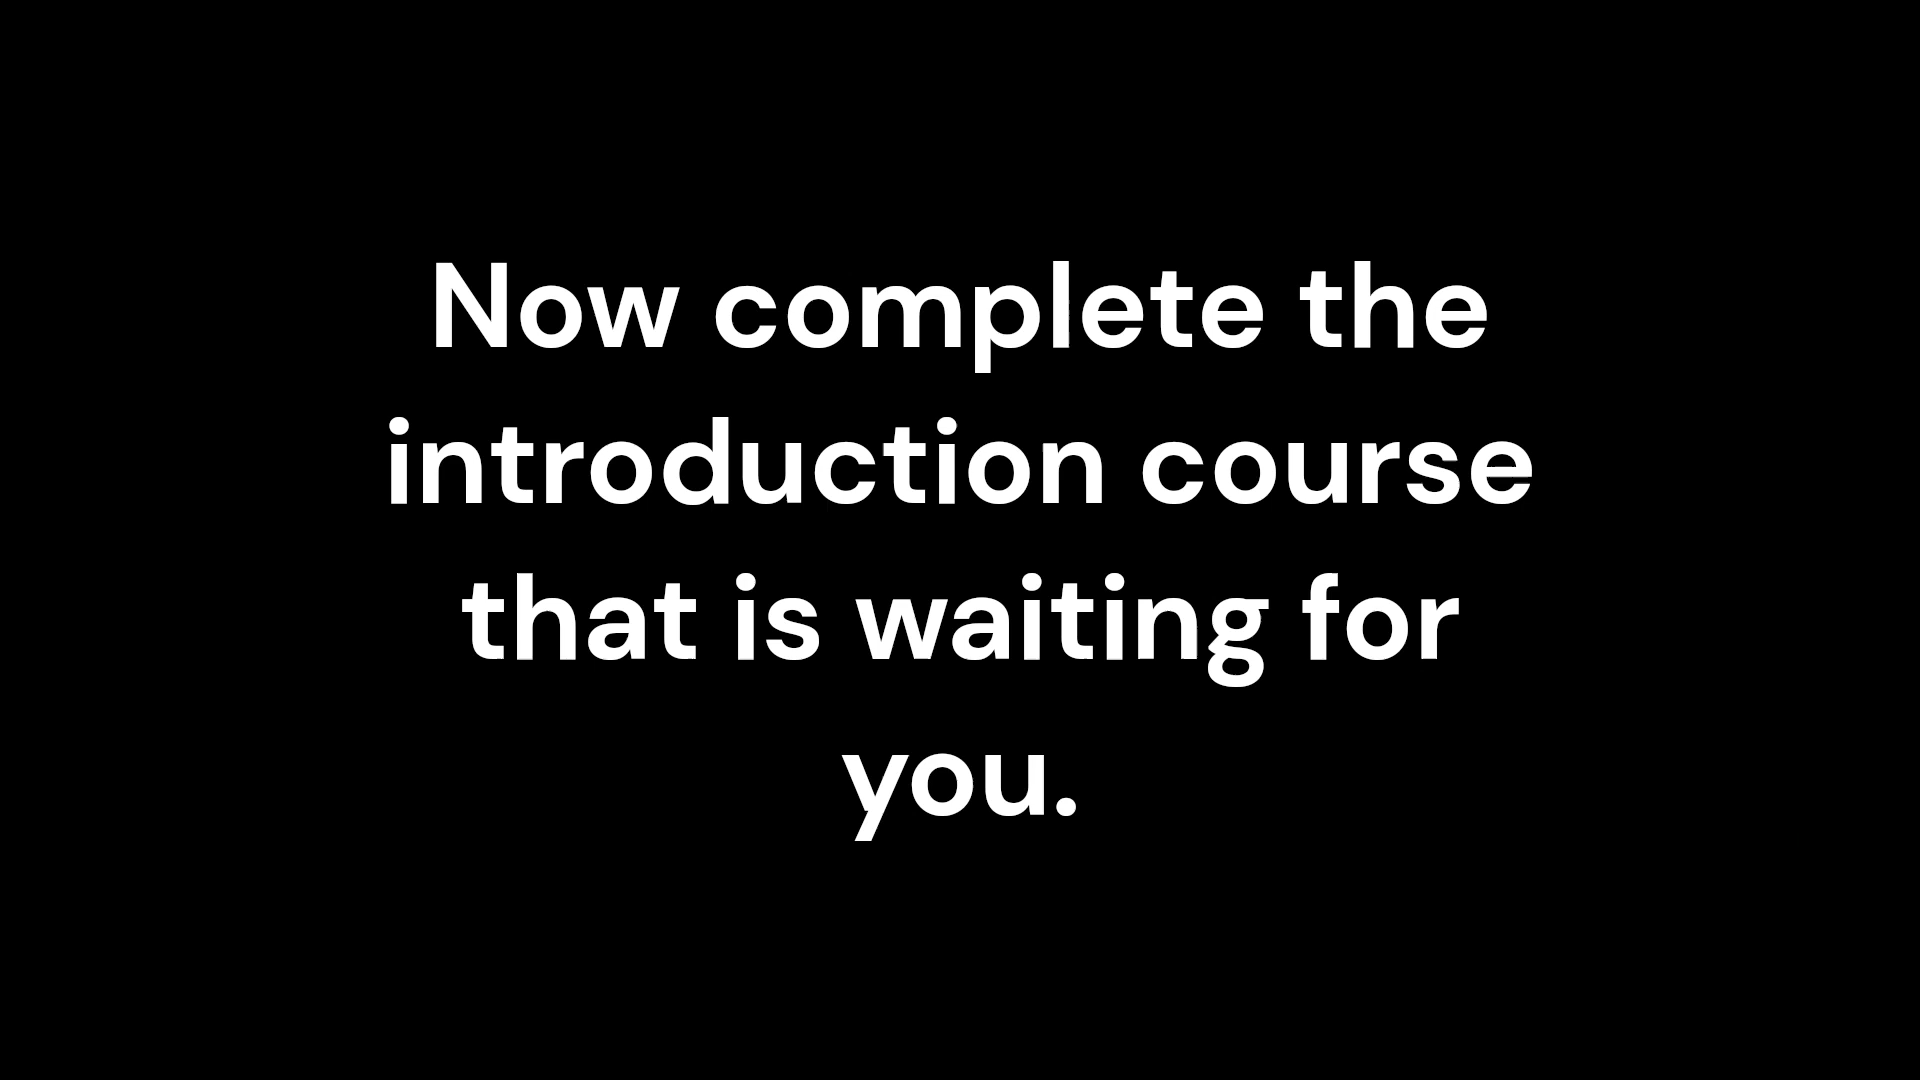 Now complete the
introduction course
that is waiting for
you.